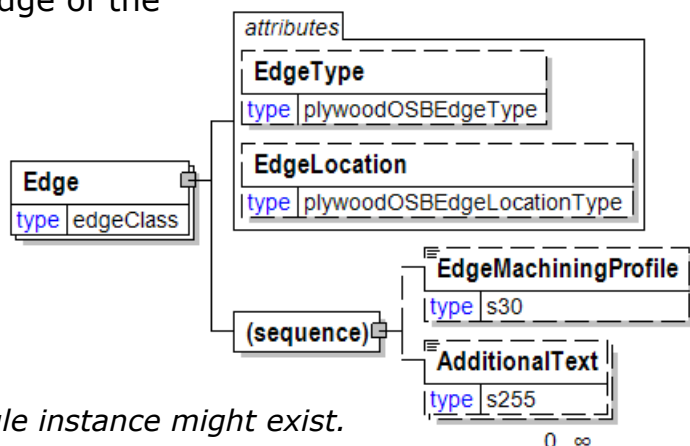 dge of the
attributes
EdgeType
type plywoodOSBEdgeType
EdgeLocation
type plywoodOSBEdgeLocationType
Edge
type edgeClass
EdgeMachiningProfile
type s30
(sequence)
AdditionalText
type s255
0 ∞
le instance might exist.